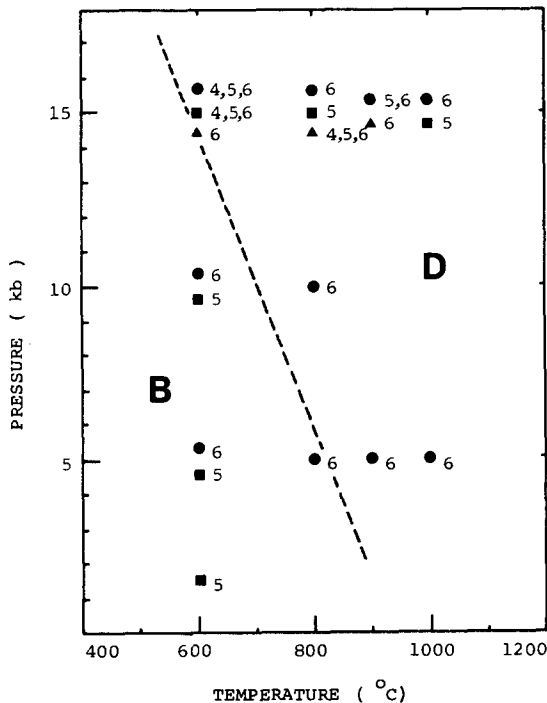 4,5,6 6
15 4,5,6 5 5,6 6
6 4,5,6 6 5
D
10 6 6
5
B
5 6 6 6 6
5
5
0
400 600 800 1000 1200
PRESSURE ( kb )
TEMPERATURE ( °C)